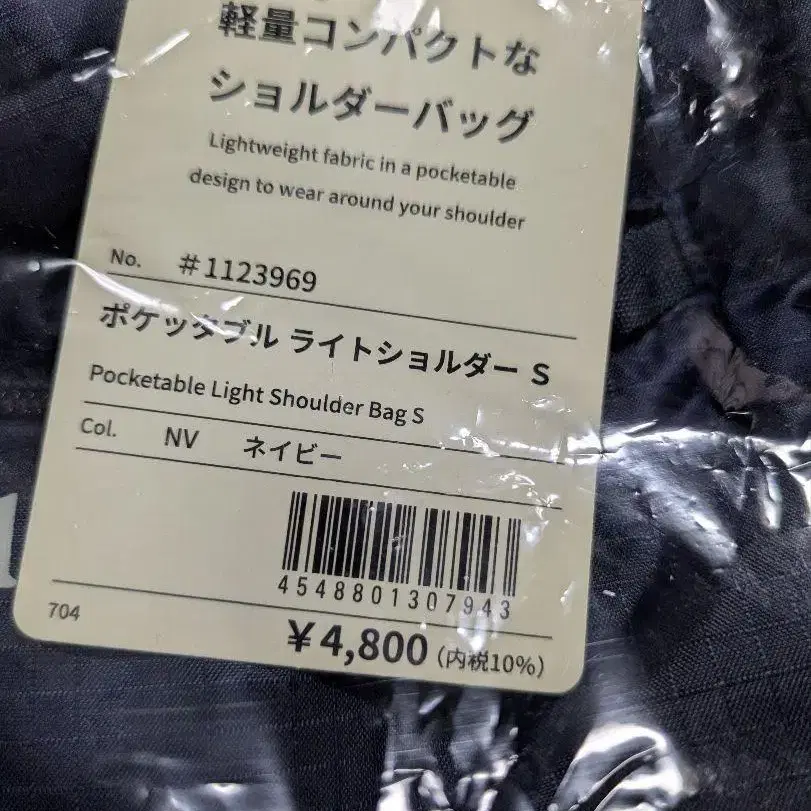 軽量コンパクトな
ショルダーバッグ
Lightweight fabric in a pocketable
design to wear around your shoulder
No. #1123969
ポケッタブル ライトショルダー S
Pocketable Light Shoulder Bag S
Col. NV ネイビー
4548801307943
704
¥4,800(内税10%)